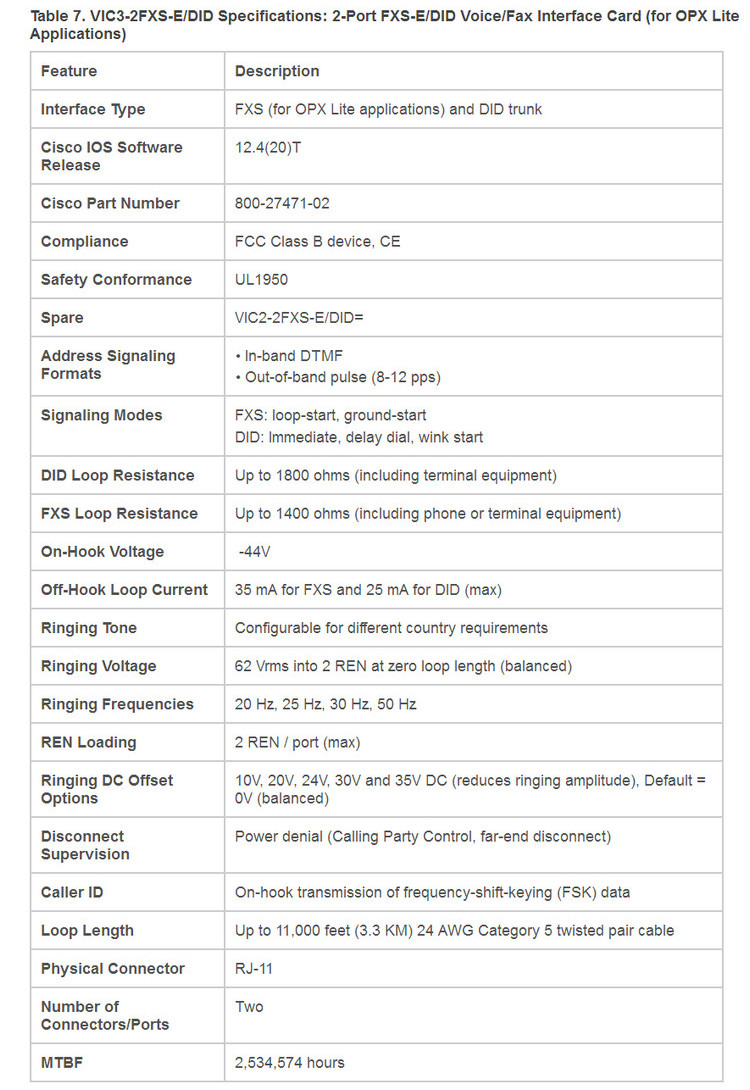 Table 7. VIC3-2FXS-E/DID Specifications: 2-Port FXS-E/DID Voice/Fax Interface Card (for OPX Lite
Applications)
Feature Description
Interface Type FXS (for OPX Lite applications) and DID trunk
Cisco IOS Software 12.4(20)T
Release
Cisco Part Number 800-27471-02
Compliance FCC Class B device, CE
Safety Conformance UL1950
Spare VIC2-2FXS-E/DID=
Address Signaling • In-band DTMF
Formats • Out-of-band pulse (8-12 pps)
Signaling Modes FXS: loop-start, ground-start
DID: Immediate, delay dial, wink start
DID Loop Resistance Up to 1800 ohms (including terminal equipment)
FXS Loop Resistance Up to 1400 ohms (including phone or terminal equipment)
On-Hook Voltage -44V
Off-Hook Loop Current 35 mA for FXS and 25 mA for DID (max)
Ringing Tone Configurable for different country requirements
Ringing Voltage 62 Vrms into 2 REN at zero loop length (balanced)
Ringing Frequencies 20 Hz, 25 Hz, 30 Hz, 50 Hz
REN Loading 2 REN / port (max)
Ringing DC Offset 10V, 20V, 24V, 30V and 35V DC (reduces ringing amplitude), Default =
Options 0V (balanced)
Disconnect Power denial (Calling Party Control, far-end disconnect)
Supervision
Caller ID On-hook transmission of frequency-shift-keying (FSK) data
Loop Length Up to 11,000 feet (3.3 KM) 24 AWG Category 5 twisted pair cable
Physical Connector RJ-11
Number of Two
Connectors/Ports
MTBF 2,534,574 hours